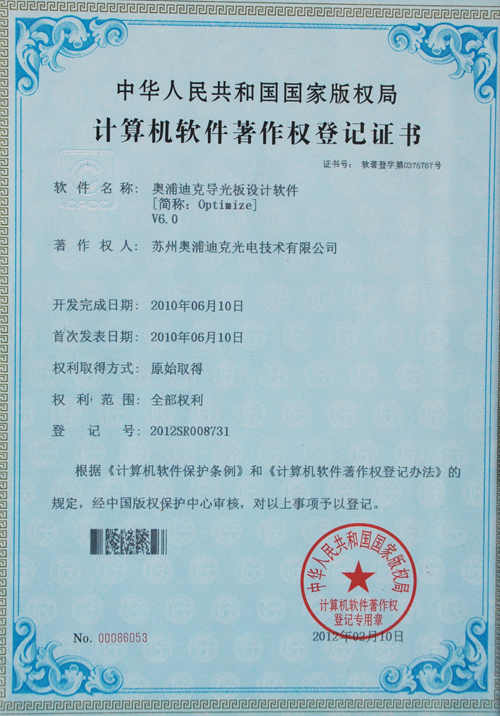 中华人民共和国国家版权局
计算机软件著作权登记证书
证书号： 软著登字第0376767号
软件名称： 奥浦迪克导光板设计软件
[简称：Optimize]
V6.0
著作权人： 苏州奥浦迪克光电技术有限公司
开发完成日期： 2010年06月10日
首次发表日期： 2010年06月10日
权利取得方式： 原始取得
权利范围： 全部权利
登记号 2012SR008731
根据《计算机软件保护条例》和《计算机软件著作权登记办法》的
规定，经中国版权保护中心审核，对以上事项予以登记。
中华人民共和国国家版权局
计算机软件著作权
登记专用章
No. 00086053
2012年02月10日